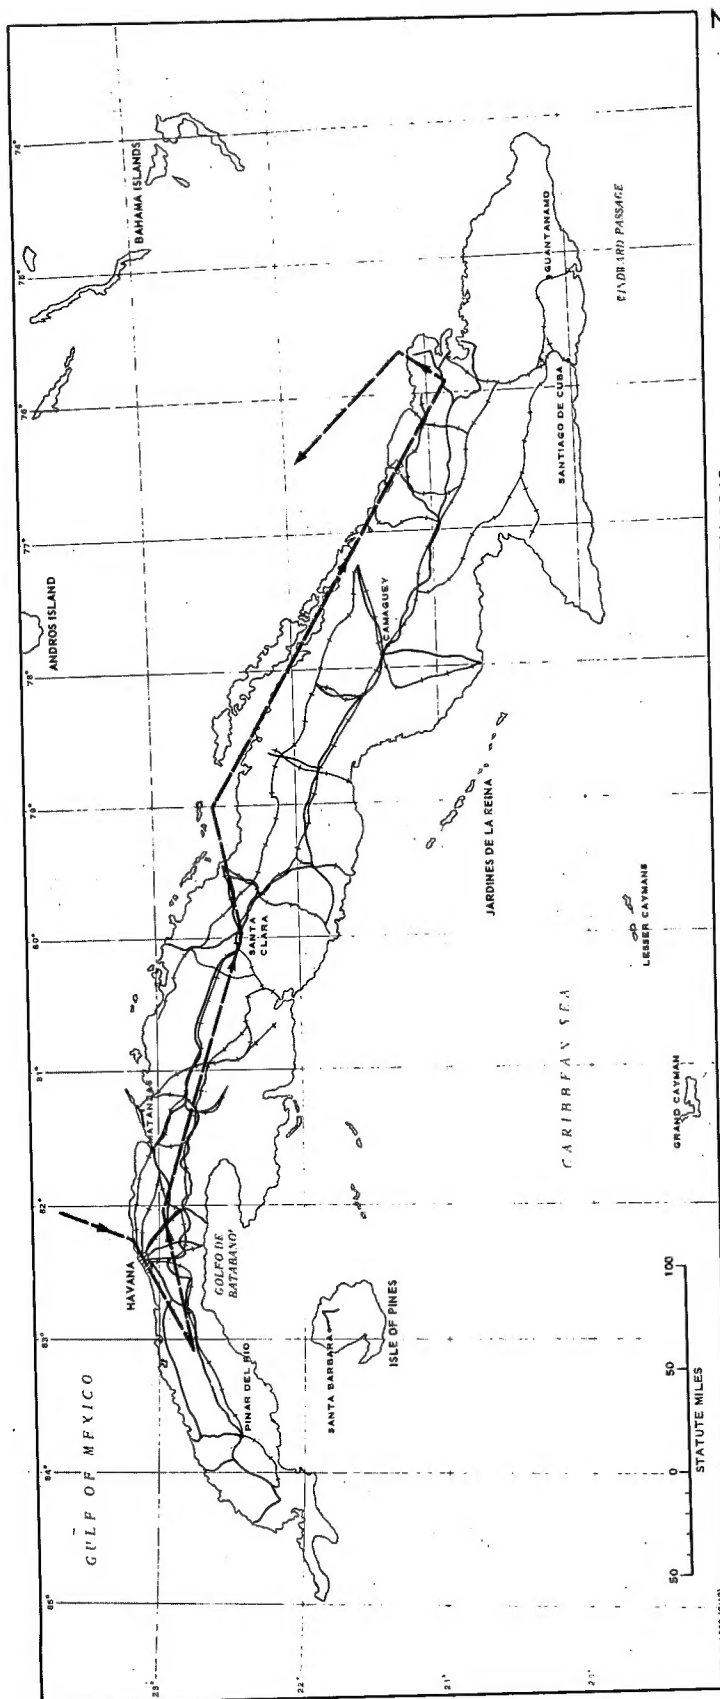 GULF OF MEXICO
ANDROS ISLAND
BAHAMA ISLANDS
HAVANA
MATANZAS
PINAR DEL RIO
GOLFO DE
BATABANO
SANTA
CLARA
SANTA BARBARA
ISLE OF PINES
CAMAGUEY
JARDINES DE LA REINA
SANTIAGO DE CUBA
GUANTANAMO
WINDWARD PASSAGE
CARIBBEAN SEA
GRAND CAYMAN
LESSER CAYMANS
85°
84°
83°
82°
81°
80°
79°
78°
77°
76°
75°
74°
23°
22°
21°
20°
50
0
50
100
STATUTE MILES
N